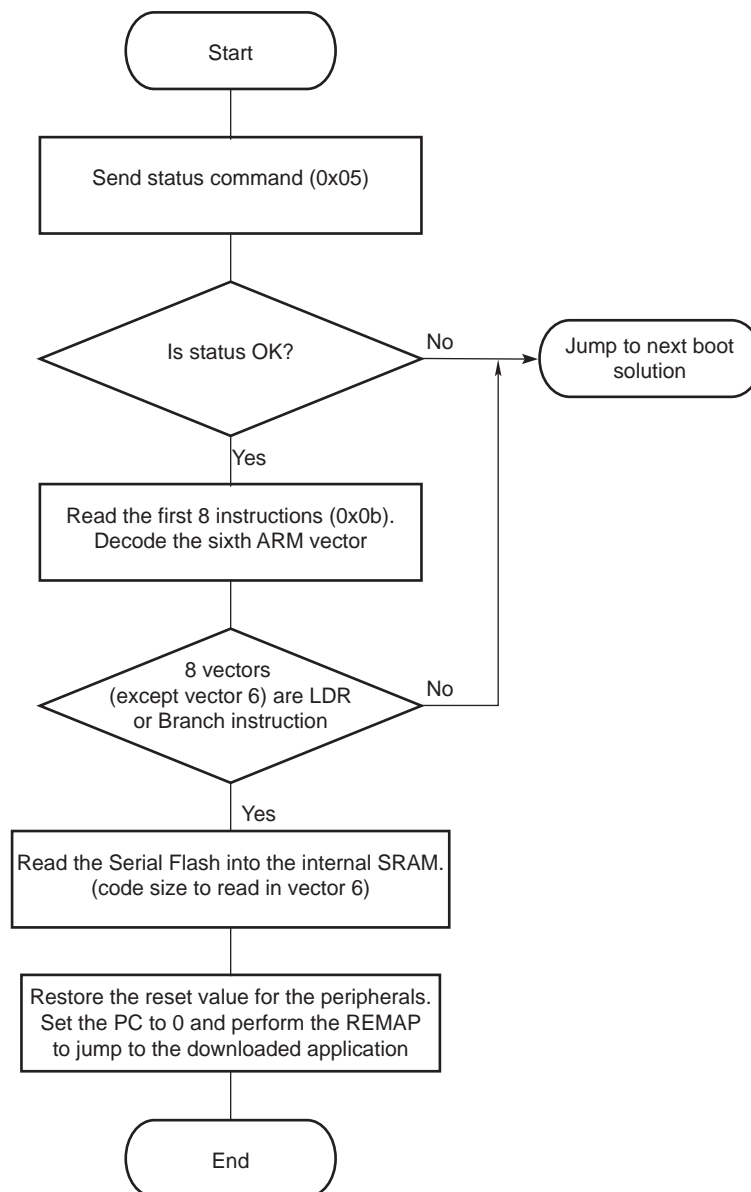 Start
Send status command (0x05)
Is status OK?
No
Jump to next boot
solution
Yes
Read the first 8 instructions (0x0b).
Decode the sixth ARM vector
8 vectors
(except vector 6) are LDR
or Branch instruction
No
Yes
Read the Serial Flash into the internal SRAM.
(code size to read in vector 6)
Restore the reset value for the peripherals.
Set the PC to 0 and perform the REMAP
to jump to the downloaded application
End